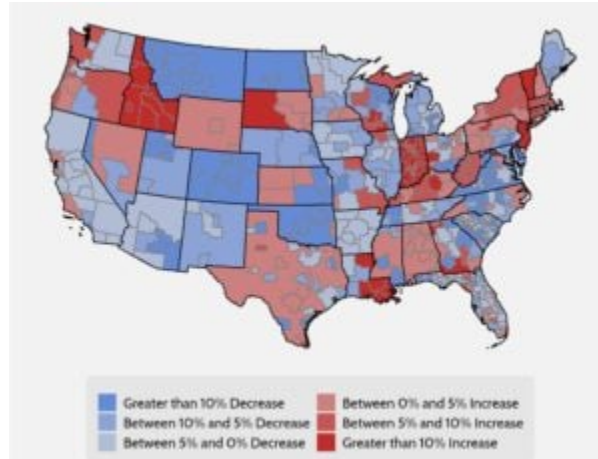 Greater than 10% Decrease
Between 10% and 5% Decrease
Between 5% and 0% Decrease
Between 0% and 5% Increase
Between 5% and 10% Increase
Greater than 10% Increase